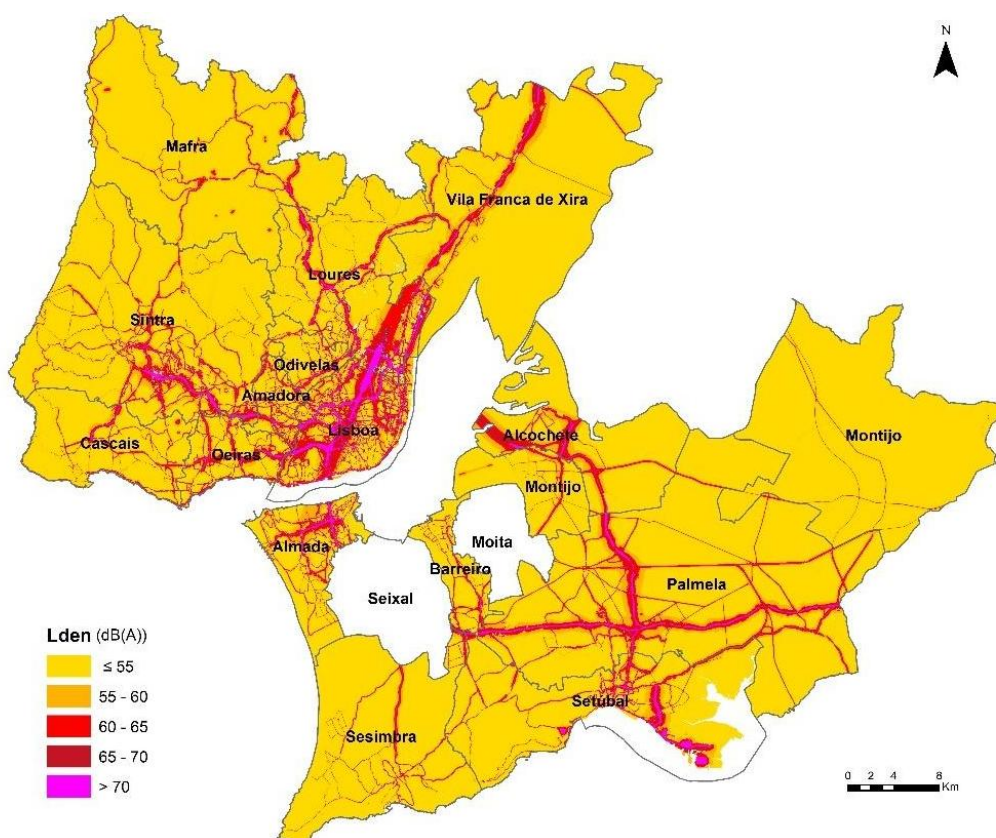 N
Mafra
Vila Franca de Xira
Loures
Sintra
Odivelas
Amadora
Lisboa
Cascais
Oeiras
Alcochete
Montijo
Montijo
Almada
Moita
Barreiro
Seixal
Palmela
Setúbal
Sesimbra
Lden (dB(A))
≤ 55
55 - 60
60 - 65
65 - 70
> 70
0 2 4 8
Km